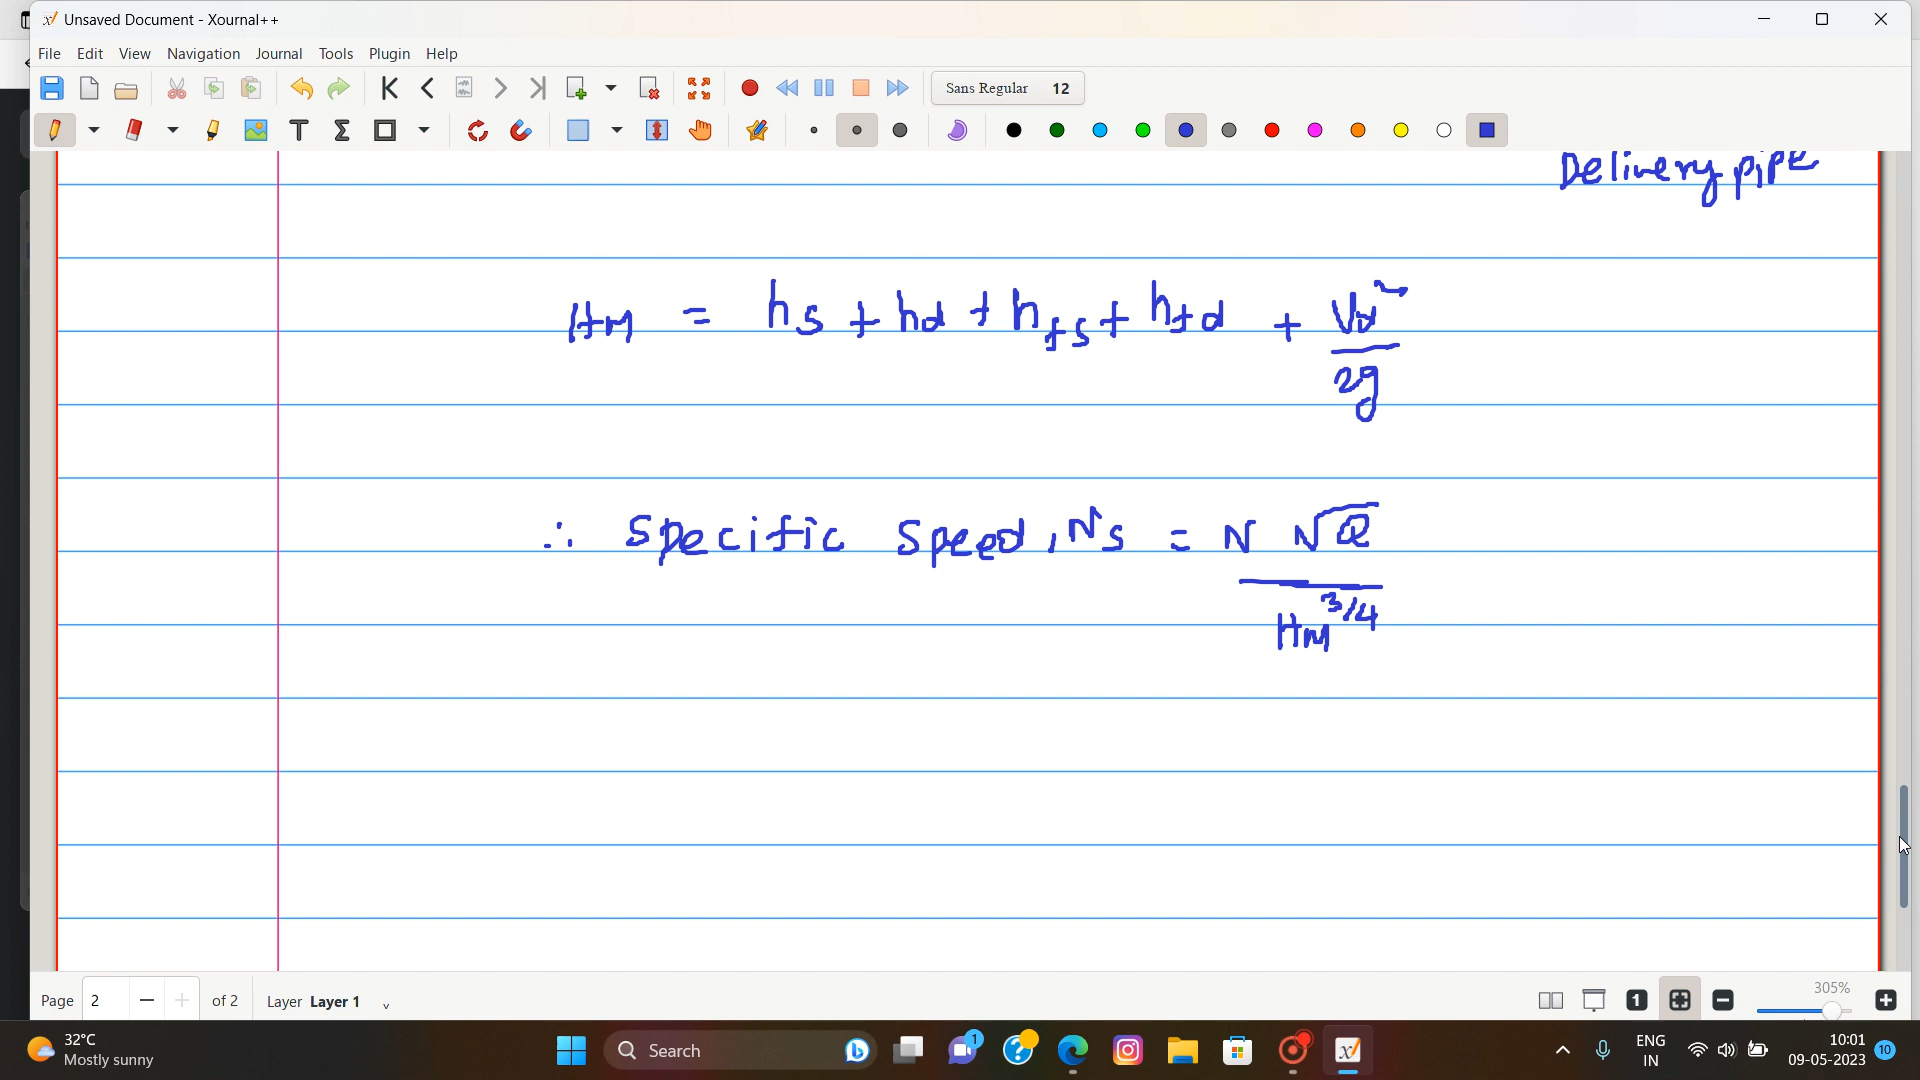 Unsaved Document - Xournal++
File Edit View Navigation Journal Tools Plugin Help
Sans Regular 12
Delivery pipe
Hm = hs + hd + hfs + hfd + Vd²
2g
∴ Specific Speed, Ns = N √Q
Hm^3/4
Page 2 of 2 Layer Layer 1 305%
32°C
Mostly sunny
Search
1
ENG
IN
10:01
09-05-2023
10